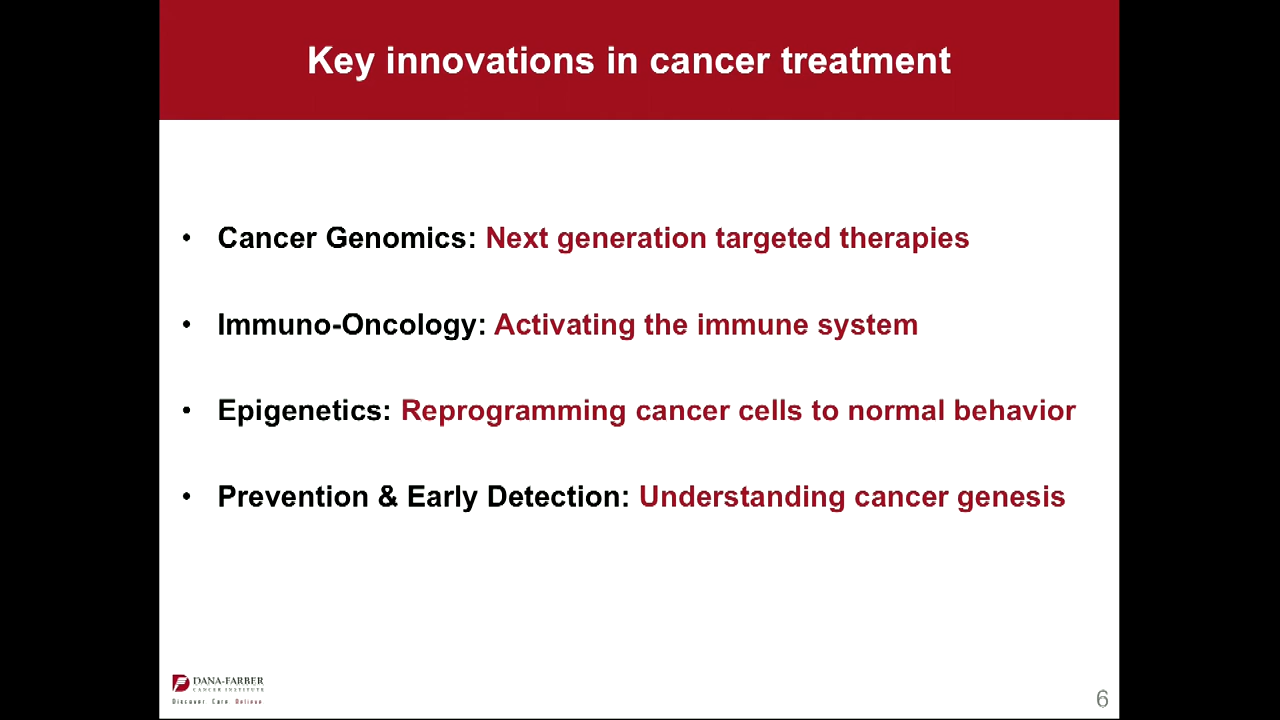 Key innovations in cancer treatment
• Cancer Genomics: Next generation targeted therapies
• Immuno-Oncology: Activating the immune system
• Epigenetics: Reprogramming cancer cells to normal behavior
• Prevention & Early Detection: Understanding cancer genesis
DANA-FARBER
CANCER INSTITUTE
Discover Care Believe
6